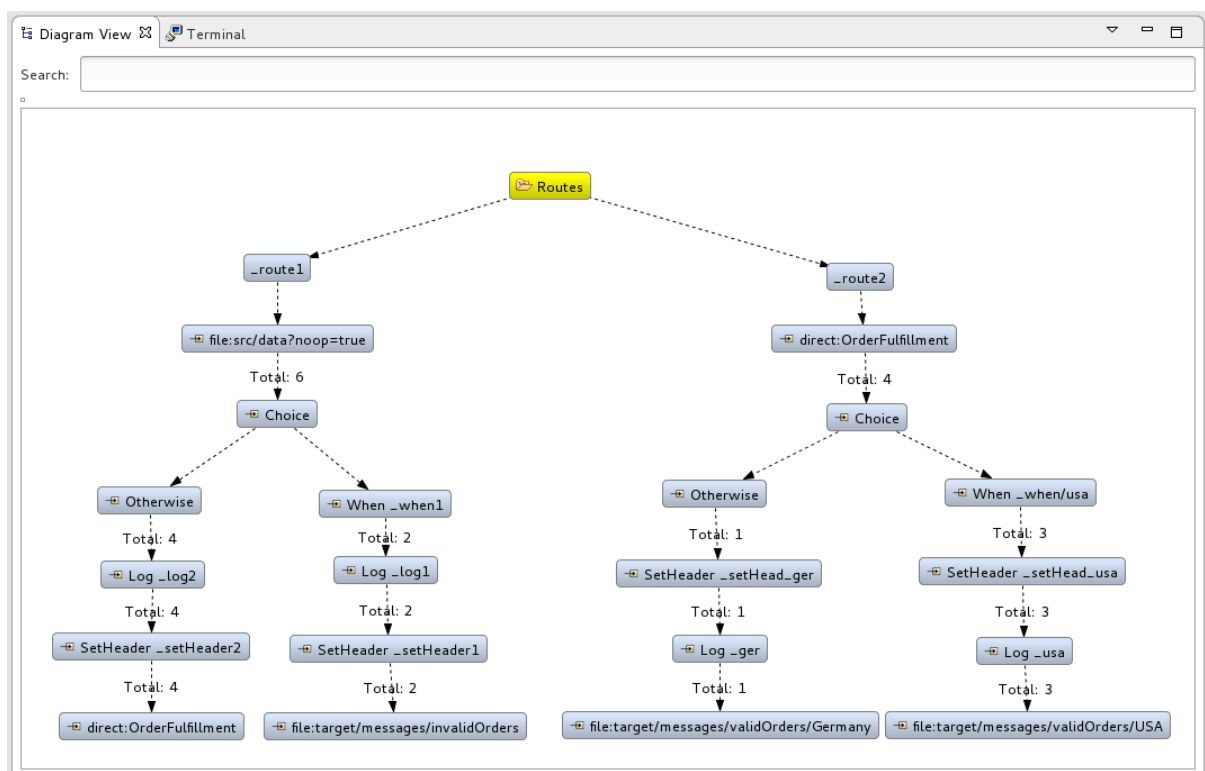 Diagram View
Terminal
Search:
Routes
_route1
_route2
file:src/data?noop=true
direct:OrderFulfillment
Total: 6
Total: 4
Choice
Choice
Otherwise
When _when1
Otherwise
When _when/usa
Total: 4
Total: 2
Total: 1
Total: 3
Log _log2
Log _log1
SetHeader _setHead_ger
SetHeader _setHead_usa
Total: 4
Total: 2
Total: 1
Total: 3
SetHeader _setHeader2
SetHeader _setHeader1
Log _ger
Log _usa
Total: 4
Total: 2
Total: 1
Total: 3
direct:OrderFulfillment
file:target/messages/invalidOrders
file:target/messages/validOrders/Germany
file:target/messages/validOrders/USA